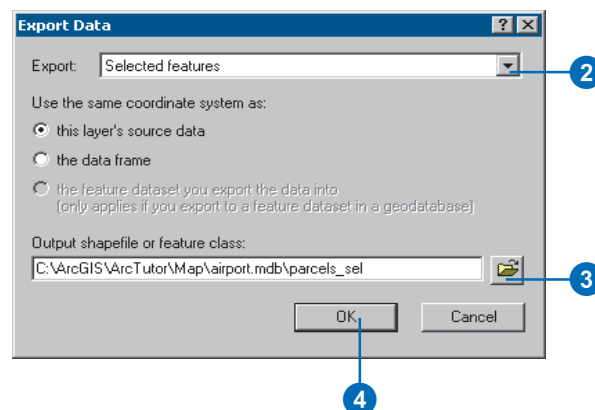 Export Data
Export: Selected features
2
Use the same coordinate system as:
this layer's source data
the data frame
the feature dataset you export the data into
(only applies if you export to a feature dataset in a geodatabase)
Output shapefile or feature class:
C:\ArcGIS\ArcTutor\Map\airport.mdb\parcels_sel
3
OK
Cancel
4